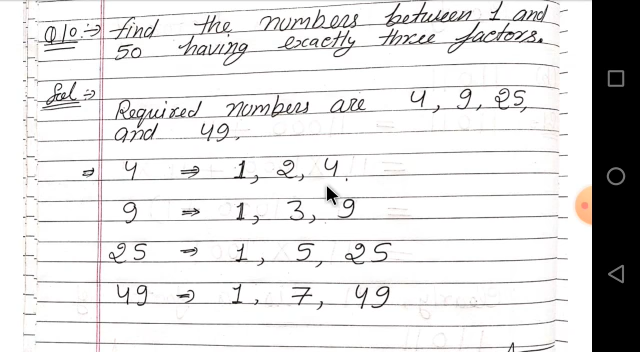 Q10:⇒ find the numbers between 1 and
50 having exactly three factors.
Sol ⇒
Required numbers are 4, 9, 25,
and 49.
⇒ 4 ⇒ 1, 2, 4.
9 ⇒ 1, 3, 9
25 ⇒ 1, 5, 25
49 ⇒ 1, 7, 49